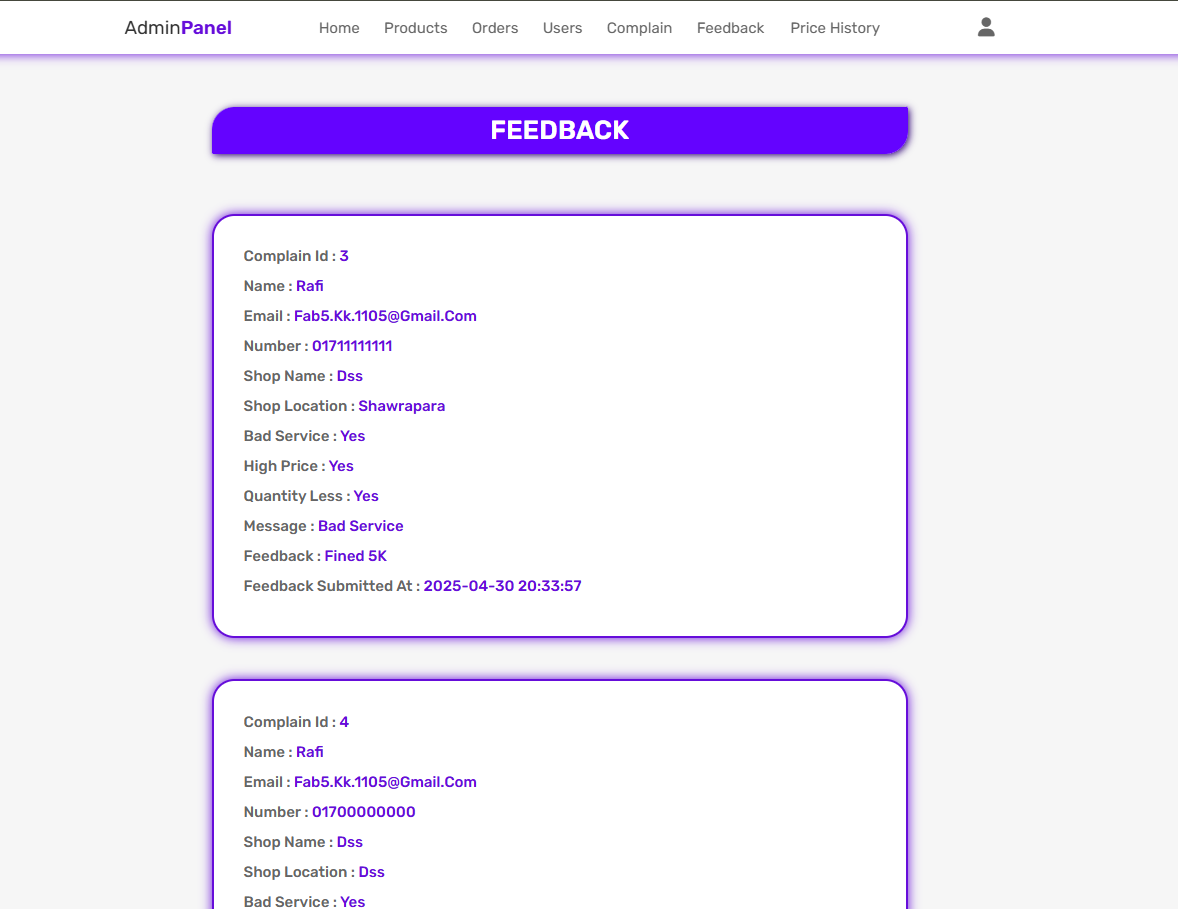 AdminPanel Home Products Orders Users Complain Feedback Price History
FEEDBACK
Complain Id : 3
Name : Rafi
Email : Fab5.Kk.1105@Gmail.Com
Number : 01711111111
Shop Name : Dss
Shop Location : Shawrapara
Bad Service : Yes
High Price : Yes
Quantity Less : Yes
Message : Bad Service
Feedback : Fined 5K
Feedback Submitted At : 2025-04-30 20:33:57
Complain Id : 4
Name : Rafi
Email : Fab5.Kk.1105@Gmail.Com
Number : 01700000000
Shop Name : Dss
Shop Location : Dss
Bad Service : Yes